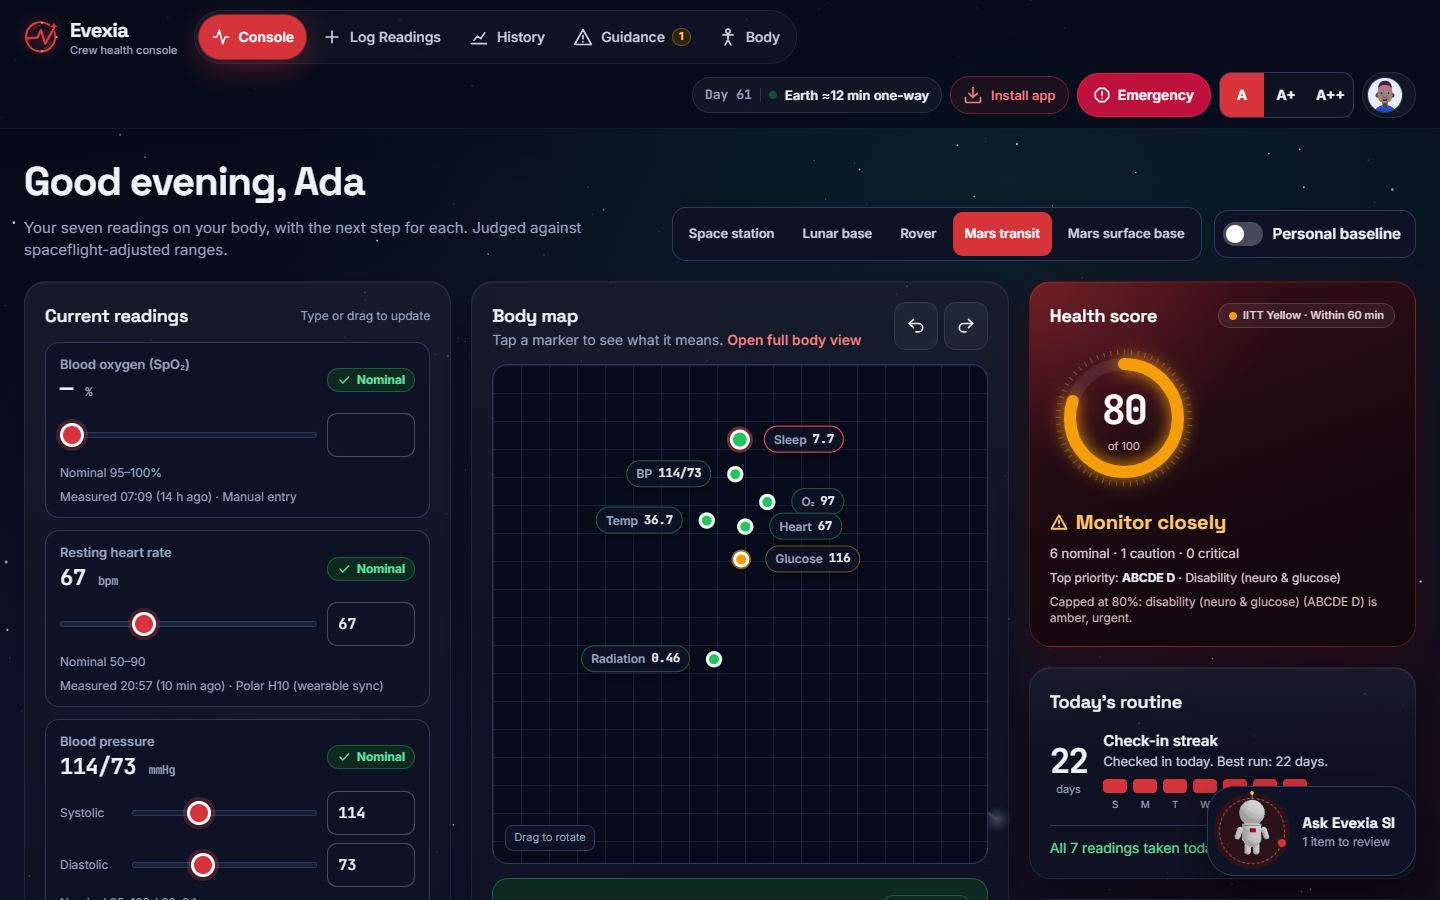 Evexia
Crew health console
Console
Log Readings
History
Guidance 1
Body
Day 61
Earth ≈12 min one-way
Install app
Emergency
A
A+
A++
Good evening, Ada
Your seven readings on your body, with the next step for each. Judged against
spaceflight-adjusted ranges.
Space station
Lunar base
Rover
Mars transit
Mars surface base
Personal baseline
Current readings
Type or drag to update
Blood oxygen (SpO₂)
– %
Nominal
Nominal 95–100%
Measured 07:09 (14 h ago) · Manual entry
Resting heart rate
67 bpm
Nominal
67
Nominal 50–90
Measured 20:57 (10 min ago) · Polar H10 (wearable sync)
Blood pressure
114/73 mmHg
Nominal
Systolic
114
Diastolic
73
Body map
Tap a marker to see what it means. Open full body view
Sleep 7.7
BP 114/73
O₂ 97
Temp 36.7
Heart 67
Glucose 116
Radiation 0.46
Drag to rotate
Health score
IITT Yellow · Within 60 min
80
of 100
Monitor closely
6 nominal · 1 caution · 0 critical
Top priority: ABCDE D · Disability (neuro & glucose)
Capped at 80%: disability (neuro & glucose) (ABCDE D) is
amber, urgent.
Today's routine
22
days
Check-in streak
Checked in today. Best run: 22 days.
S M T W
All 7 readings taken toda
Ask Evexia SI
1 item to review